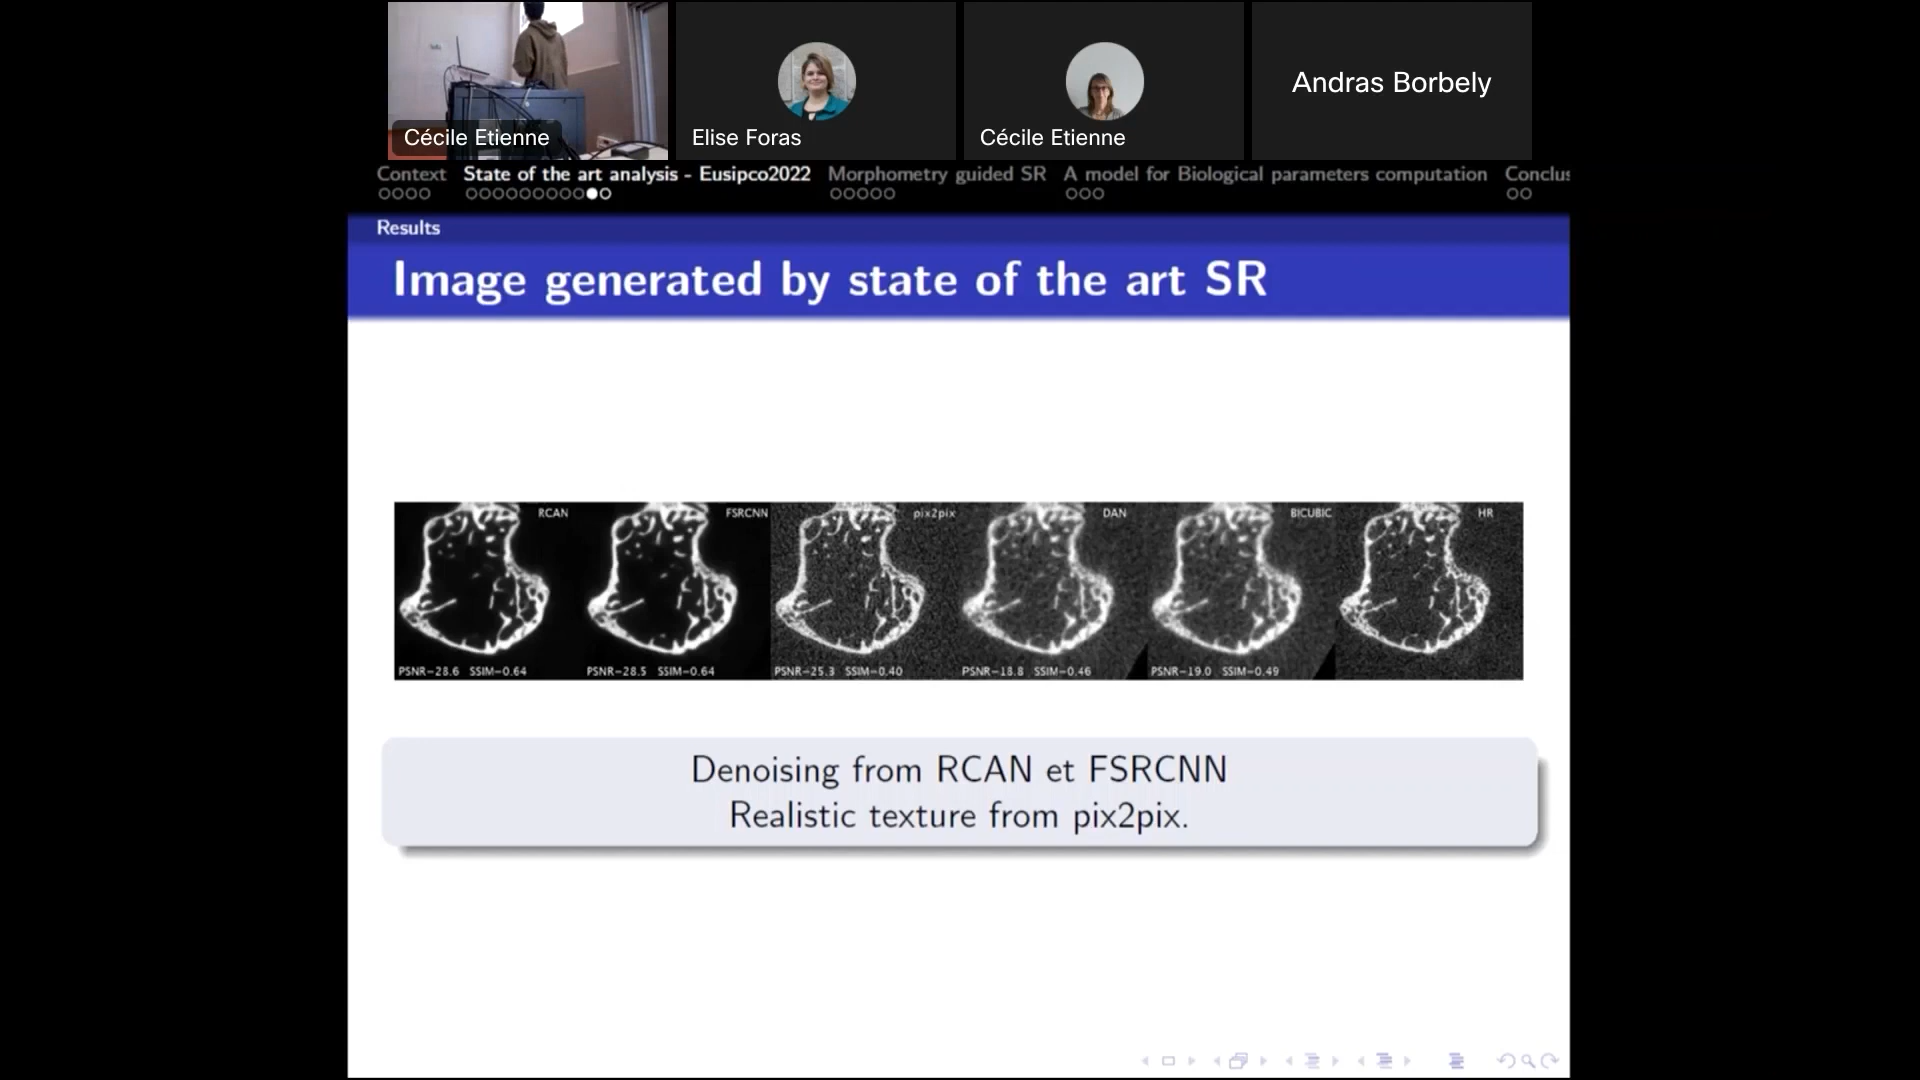 Cécile Etienne
Elise Foras
Cécile Etienne
Andras Borbely
Context
State of the art analysis - Eusipco2022
Morphometry guided SR
A model for Biological parameters computation
Conclus
Results
Image generated by state of the art SR
RCAN
FSRCNN
pix2pix
DAN
BICUBIC
HR
PSNR-28.6 SSIM-0.64
PSNR-28.5 SSIM-0.64
PSNR-25.3 SSIM-0.40
PSNR-18.8 SSIM-0.46
PSNR-19.0 SSIM-0.49
Denoising from RCAN et FSRCNN
Realistic texture from pix2pix.